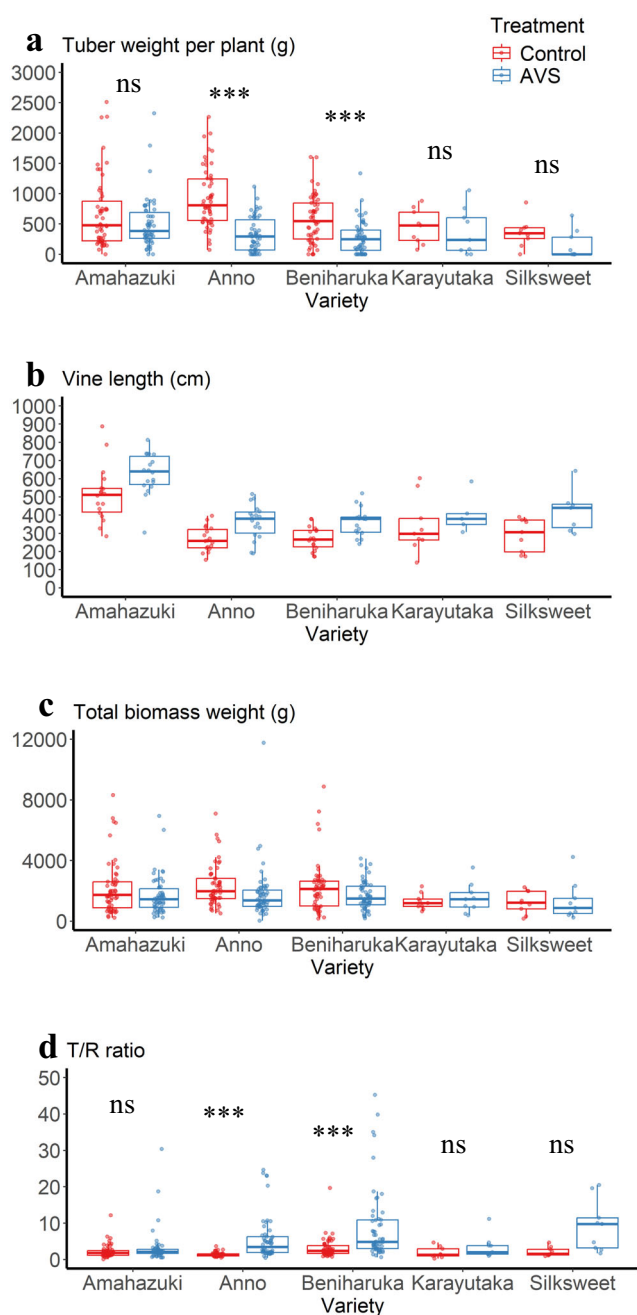 Treatment
Control
AVS
a Tuber weight per plant (g)
3000
2500
2000
1500
1000
500
0
ns *** *** ns ns
Amahazuki Anno Beniharuka Karayutaka Silksweet
Variety
b Vine length (cm)
1000
900
800
700
600
500
400
300
200
100
0
Amahazuki Anno Beniharuka Karayutaka Silksweet
Variety
c Total biomass weight (g)
12000
8000
4000
0
Amahazuki Anno Beniharuka Karayutaka Silksweet
Variety
d T/R ratio
50
40
30
20
10
0
ns *** *** ns ns
Amahazuki Anno Beniharuka Karayutaka Silksweet
Variety